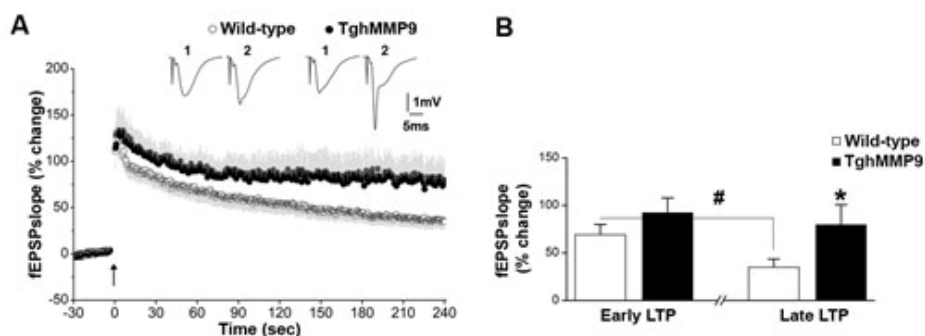 A
Wild-type TghMMP9
1 2 1 2
1mV
5ms
fEPSPslope (% change)
150
100
50
0
-50
-30 0 30 60 90 120 150 180 210 240
Time (sec)
B
Wild-type
TghMMP9
fEPSPslope
(% change)
150
100
50
0
# *
Early LTP Late LTP